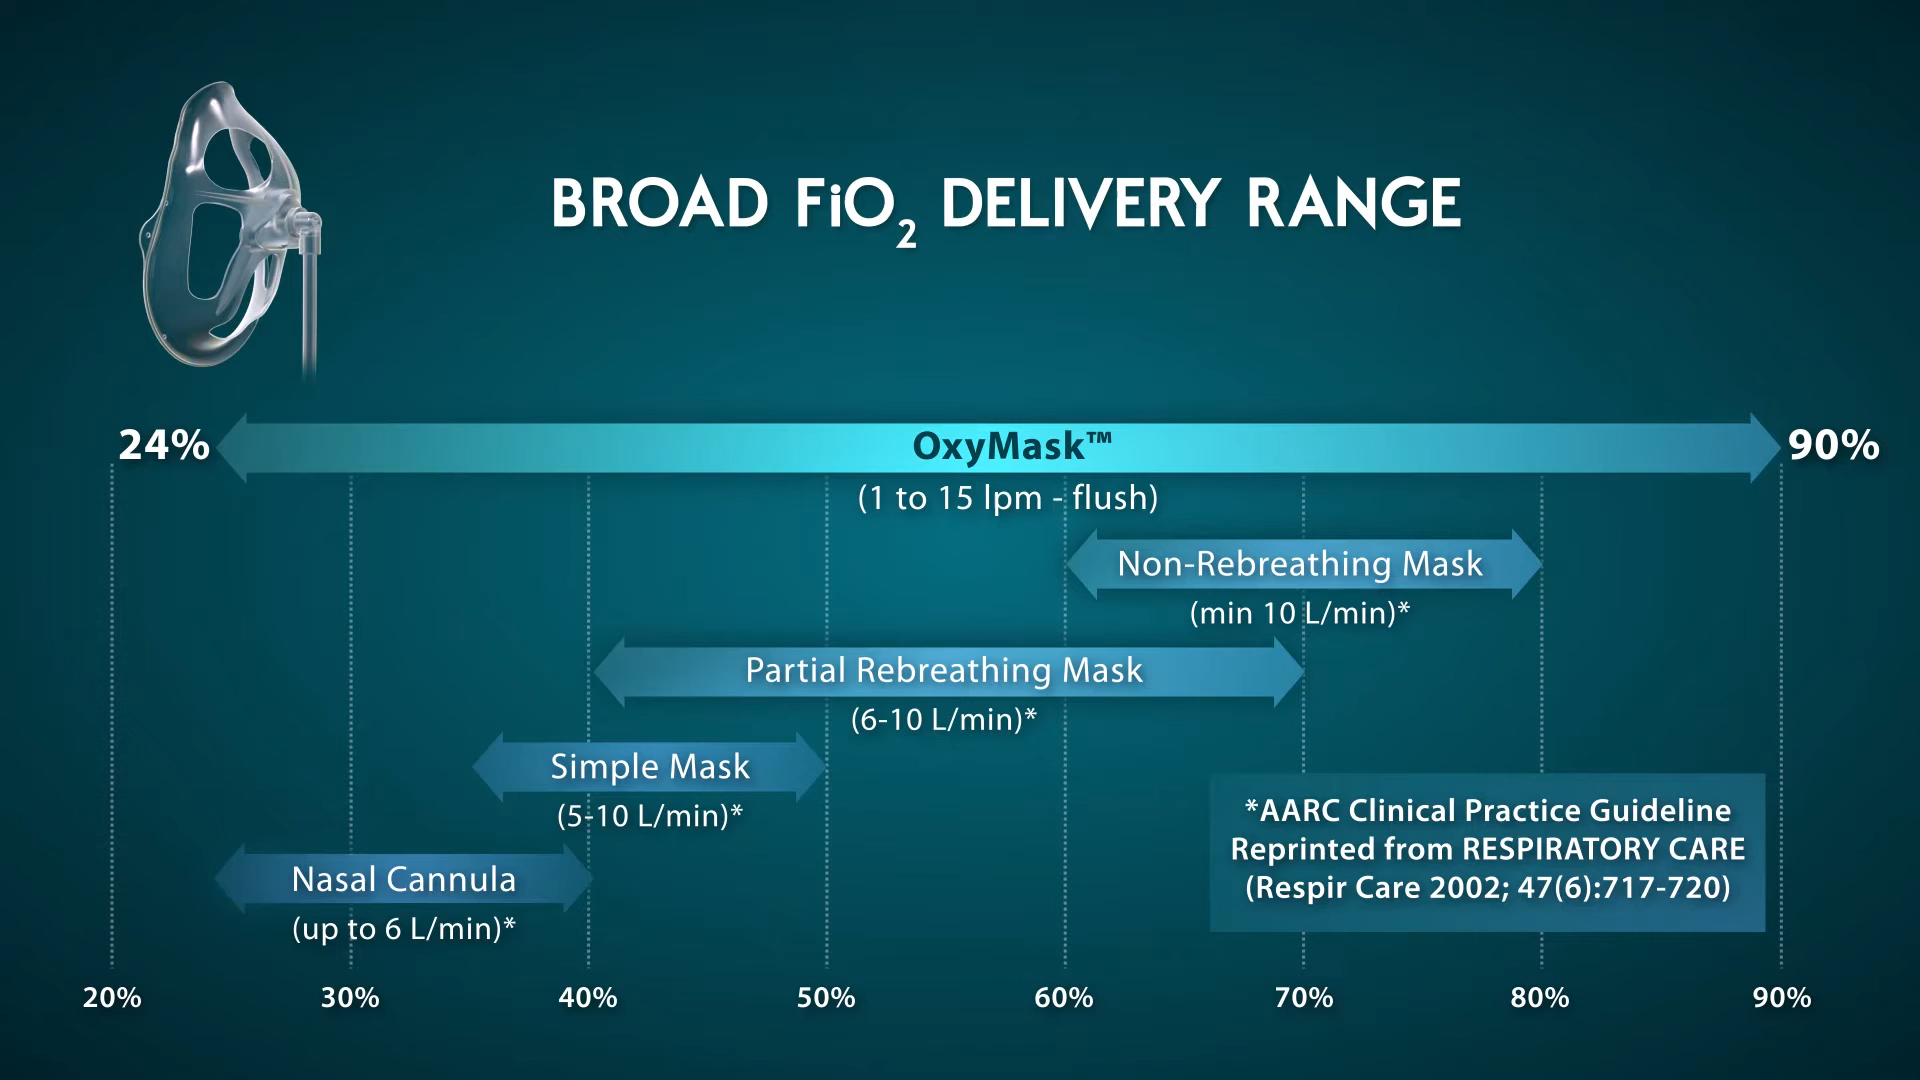 BROAD FiO₂ DELIVERY RANGE
24%
OxyMask™
90%
(1 to 15 lpm - flush)
Non-Rebreathing Mask
(min 10 L/min)*
Partial Rebreathing Mask
(6-10 L/min)*
Simple Mask
(5-10 L/min)*
Nasal Cannula
(up to 6 L/min)*
*AARC Clinical Practice Guideline
Reprinted from RESPIRATORY CARE
(Respir Care 2002; 47(6):717-720)
20% 30% 40% 50% 60% 70% 80% 90%